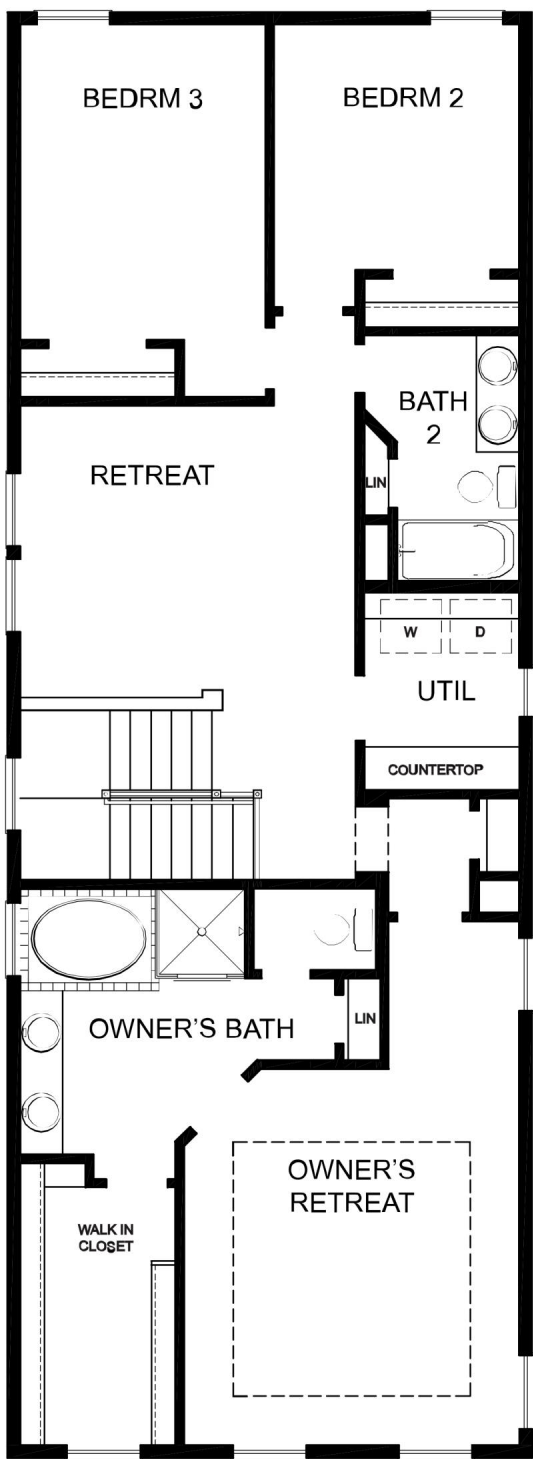 BEDRM 3
BEDRM 2
BATH
2
RETREAT
LIN
W
D
UTIL
COUNTERTOP
OWNER'S BATH
LIN
OWNER'S
RETREAT
WALK IN
CLOSET